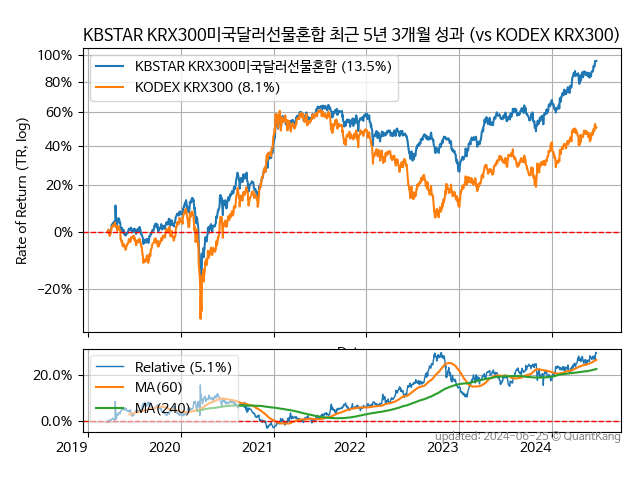 KBSTAR KRX300미국달러선물혼합 최근 5년 3개월 성과 (vs KODEX KRX300)
100%
80%
60%
40%
20%
0%
−20%
Rate of Return (TR, log)
KBSTAR KRX300미국달러선물혼합 (13.5%)
KODEX KRX300 (8.1%)
20.0%
0.0%
Relative (5.1%)
MA(60)
MA(240)
2019 2020 2021 2022 2023 2024
updated: 2024-06-25 © QuantKang